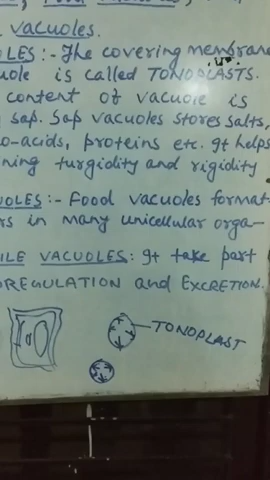 VACUOLES.
OLES:- The covering membrane
uole is called TONOPLASTS.
content of vacuole is
sap. Sap vacuoles stores salts,
o-acids, proteins etc. It helps
ning turgidity and rigidity
UOLES:- Food vacuoles format-
rs in many unicellular orga-
ILE VACUOLES: It take part
OREGULATION and EXCRETION.
TONOPLAST